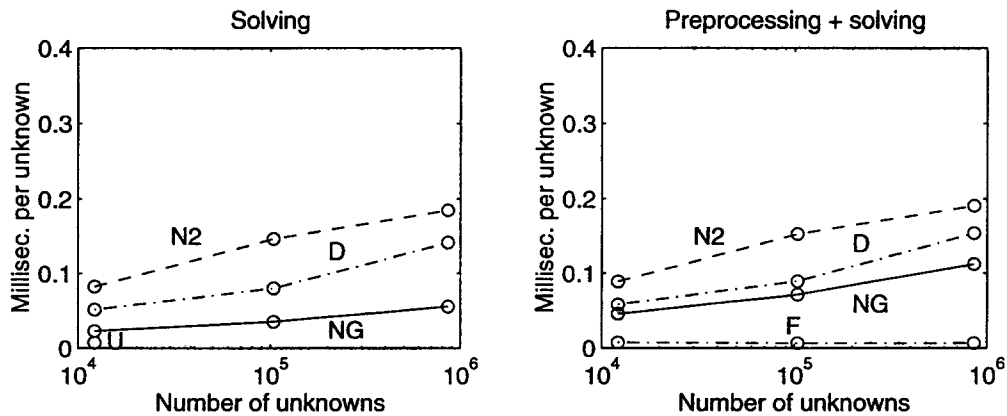 Solving
Millisec. per unknown
0.4
0.3
0.2
0.1
0
N2
D
NG
U
10^4
10^5
10^6
Number of unknowns
Preprocessing + solving
Millisec. per unknown
0.4
0.3
0.2
0.1
0
N2
D
NG
F
10^4
10^5
10^6
Number of unknowns